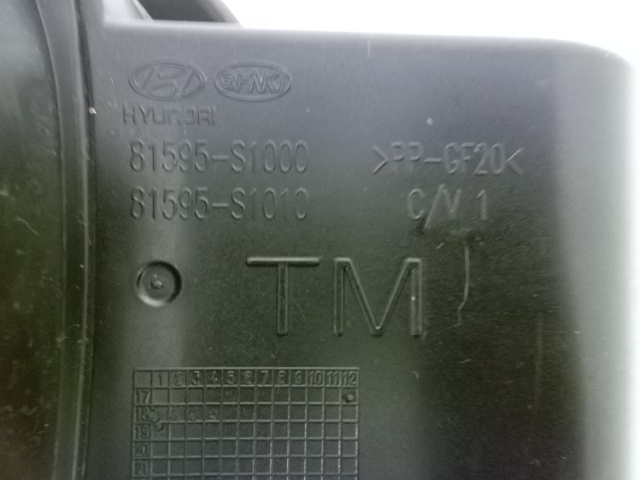 HYUNDAI
81595-S1000 >PP-GF20<
81595-S1010 C/V 1
TM
1 2 3 4 5 6 7 8 9 10 11 12
17